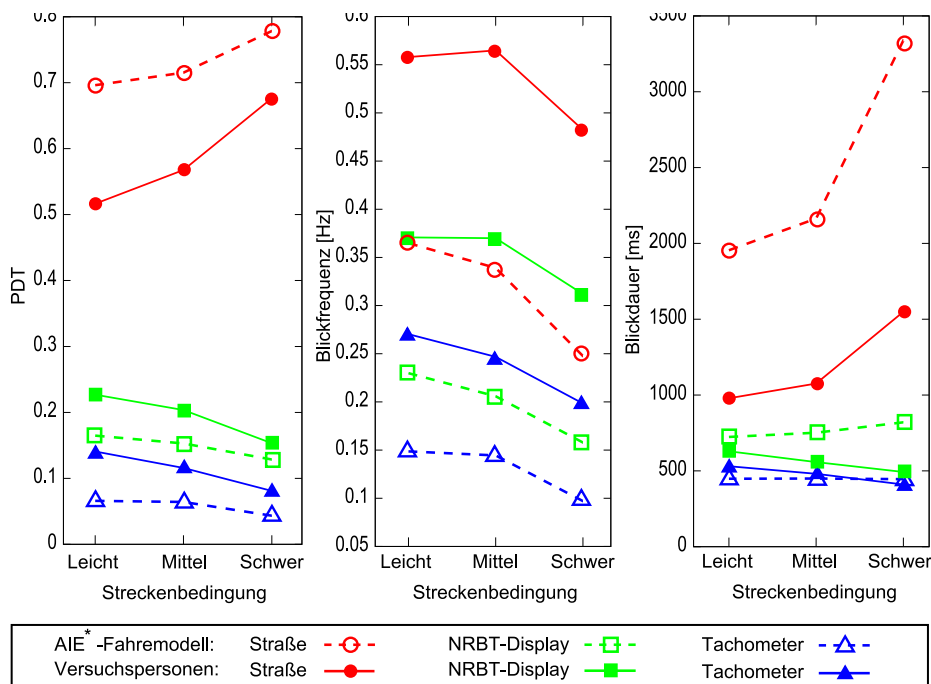 PDT
0.8
0.7
0.6
0.5
0.4
0.3
0.2
0.1
0
Leicht Mittel Schwer
Streckenbedingung
Blickfrequenz [Hz]
0.6
0.55
0.5
0.45
0.4
0.35
0.3
0.25
0.2
0.15
0.1
0.05
Leicht Mittel Schwer
Streckenbedingung
Blickdauer [ms]
3500
3000
2500
2000
1500
1000
500
0
Leicht Mittel Schwer
Streckenbedingung
AIE* -Fahremodell: Straße NRBT-Display Tachometer
Versuchspersonen: Straße NRBT-Display Tachometer